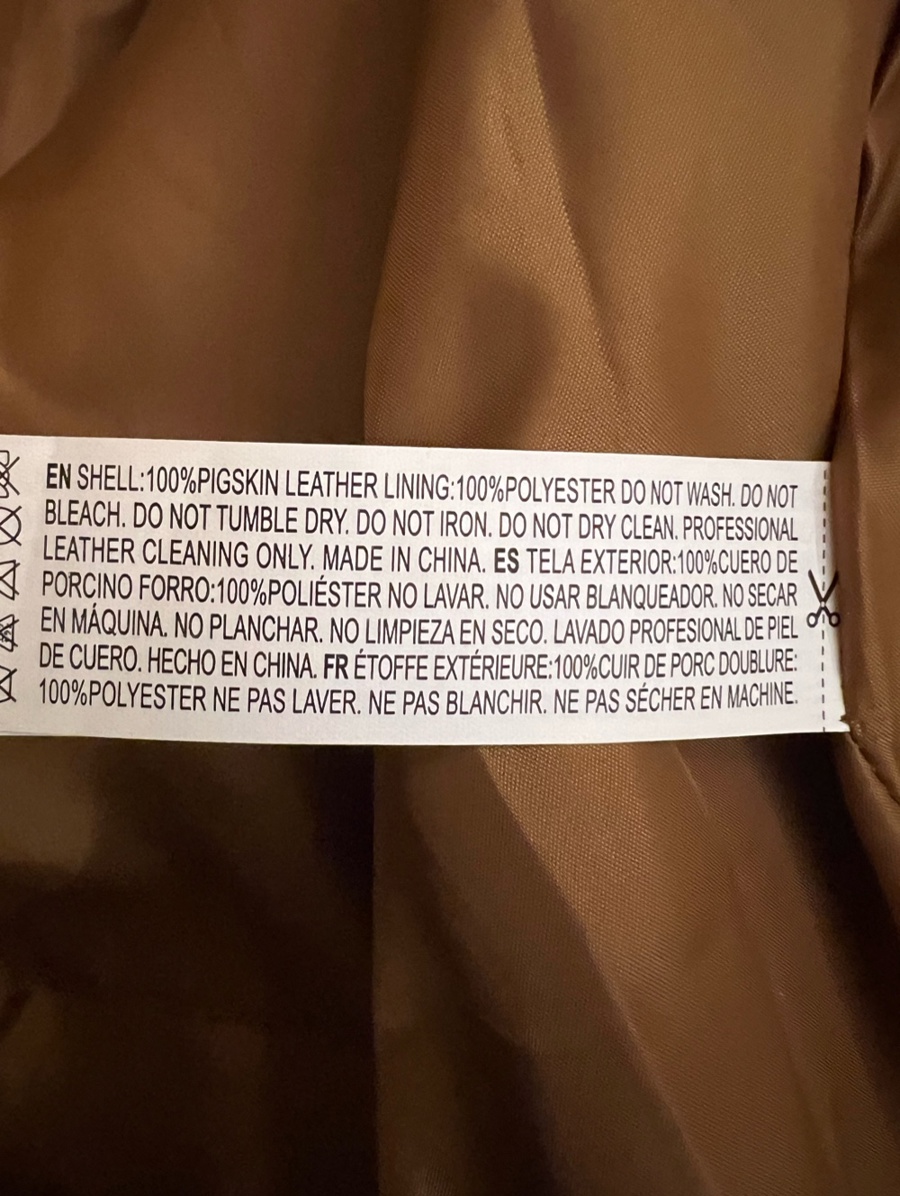 EN SHELL:100%PIGSKIN LEATHER LINING:100%POLYESTER DO NOT WASH. DO NOT
BLEACH. DO NOT TUMBLE DRY. DO NOT IRON. DO NOT DRY CLEAN. PROFESSIONAL
LEATHER CLEANING ONLY. MADE IN CHINA. ES TELA EXTERIOR:100%CUERO DE
PORCINO FORRO:100%POLIÉSTER NO LAVAR. NO USAR BLANQUEADOR. NO SECAR
EN MÁQUINA. NO PLANCHAR. NO LIMPIEZA EN SECO. LAVADO PROFESIONAL DE PIEL
DE CUERO. HECHO EN CHINA. FR ÉTOFFE EXTÉRIEURE:100%CUIR DE PORC DOUBLURE:
100%POLYESTER NE PAS LAVER. NE PAS BLANCHIR. NE PAS SÉCHER EN MACHINE.